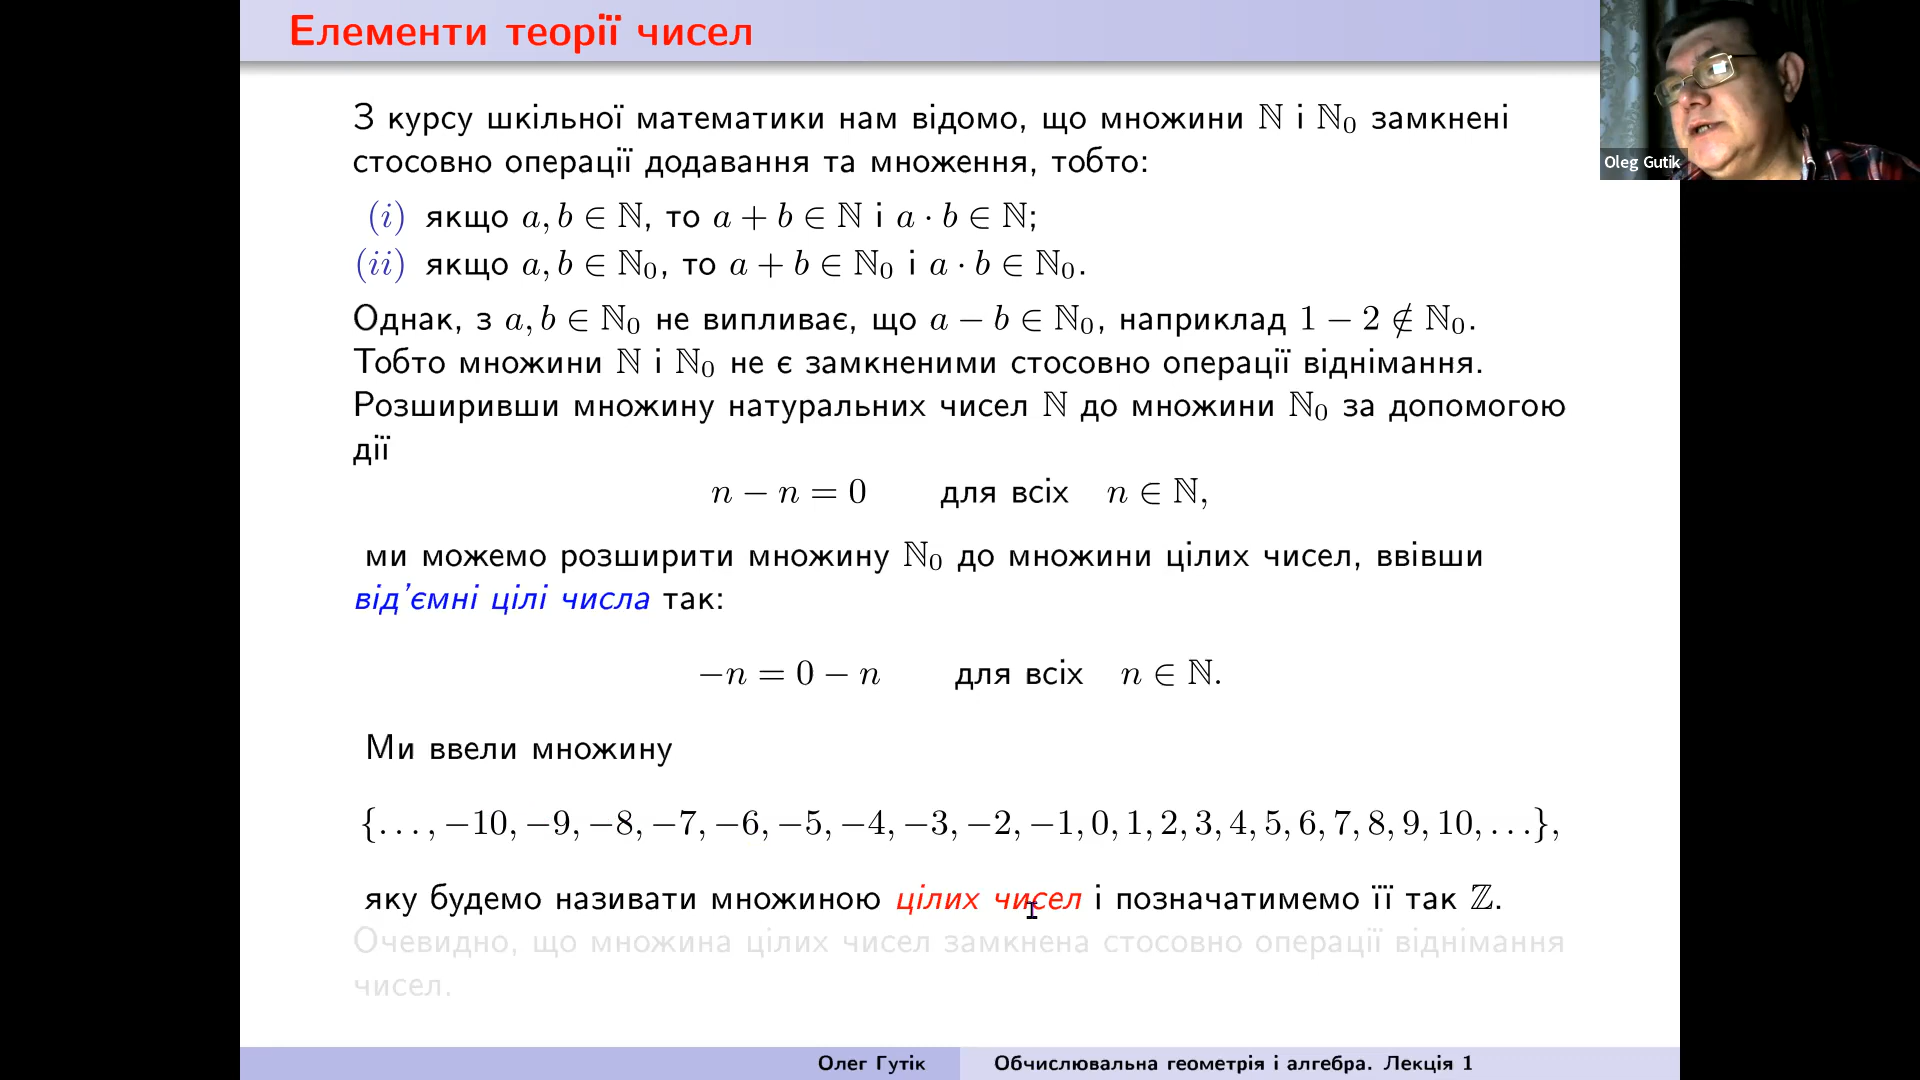 Елементи теорії чисел
З курсу шкільної математики нам відомо, що множини ℕ і ℕ₀ замкнені
стосовно операції додавання та множення, тобто:
(i) якщо a, b ∈ ℕ, то a + b ∈ ℕ і a · b ∈ ℕ;
(ii) якщо a, b ∈ ℕ₀, то a + b ∈ ℕ₀ і a · b ∈ ℕ₀.
Однак, з a, b ∈ ℕ₀ не випливає, що a − b ∈ ℕ₀, наприклад 1 − 2 ∉ ℕ₀.
Тобто множини ℕ і ℕ₀ не є замкненими стосовно операції віднімання.
Розширивши множину натуральних чисел ℕ до множини ℕ₀ за допомогою
дії
n − n = 0 для всіх n ∈ ℕ,
ми можемо розширити множину ℕ₀ до множини цілих чисел, ввівши
від'ємні цілі числа так:
−n = 0 − n для всіх n ∈ ℕ.
Ми ввели множину
{. . . , −10, −9, −8, −7, −6, −5, −4, −3, −2, −1, 0, 1, 2, 3, 4, 5, 6, 7, 8, 9, 10, . . .},
яку будемо називати множиною цілих чисел і позначатимемо її так ℤ.
Очевидно, що множина цілих чисел замкнена стосовно операції віднімання
чисел.
Олег Гутік Обчислювальна геометрія і алгебра. Лекція 1
Oleg Gutik